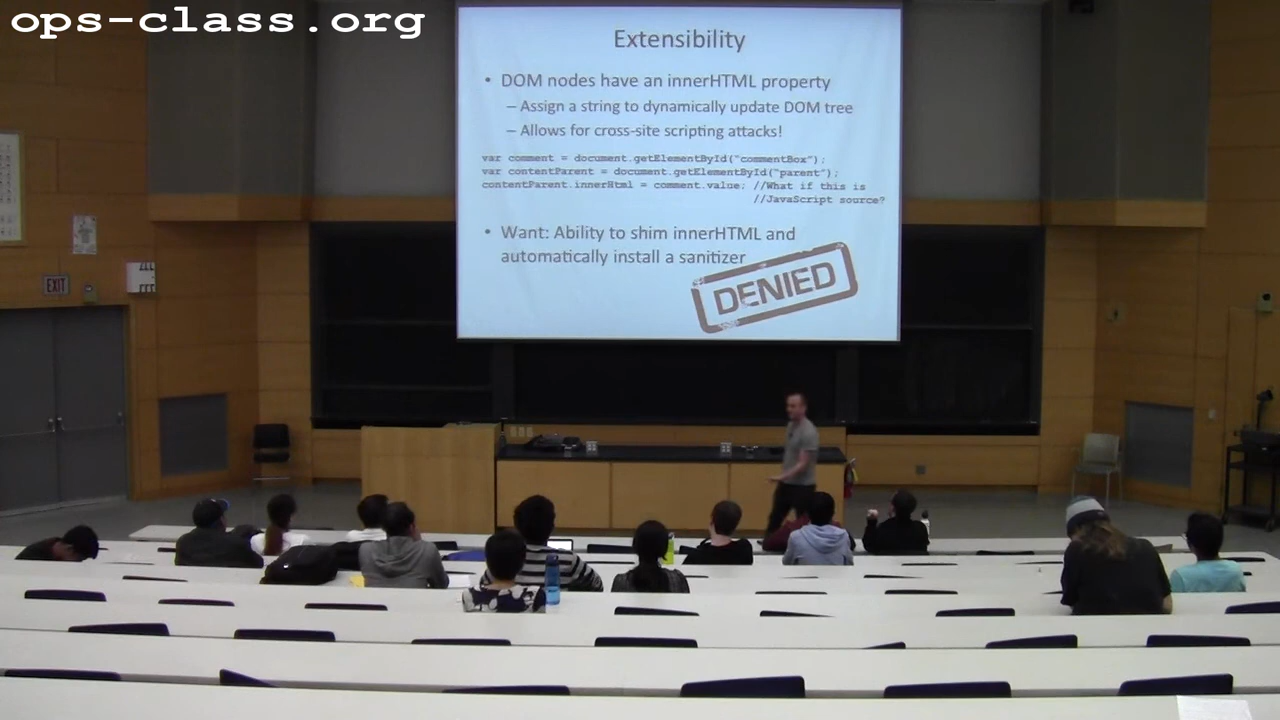 ops-class.org
Extensibility
• DOM nodes have an innerHTML property
– Assign a string to dynamically update DOM tree
– Allows for cross-site scripting attacks!
var comment = document.getElementById("commentBox");
var contentParent = document.getElementById("parent");
contentParent.innerHtml = comment.value; //What if this is
//JavaScript source?
• Want: Ability to shim innerHTML and
automatically install a sanitizer
DENIED
EXIT